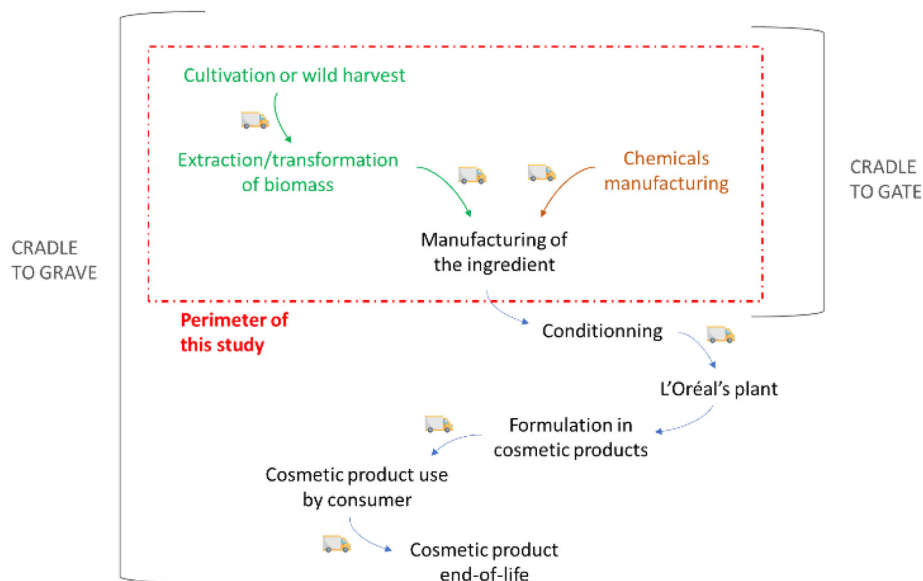 Cultivation or wild harvest
Extraction/transformation
of biomass
Chemicals
manufacturing
CRADLE
TO GATE
Manufacturing of
the ingredient
CRADLE
TO GRAVE
Perimeter of
this study
Conditionning
L'Oréal's plant
Formulation in
cosmetic products
Cosmetic product use
by consumer
Cosmetic product
end-of-life